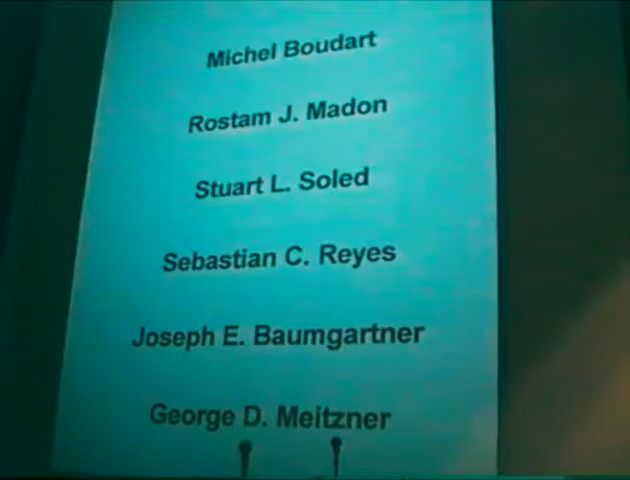 Michel Boudart
Rostam J. Madon
Stuart L. Soled
Sebastian C. Reyes
Joseph E. Baumgartner
George D. Meitzner